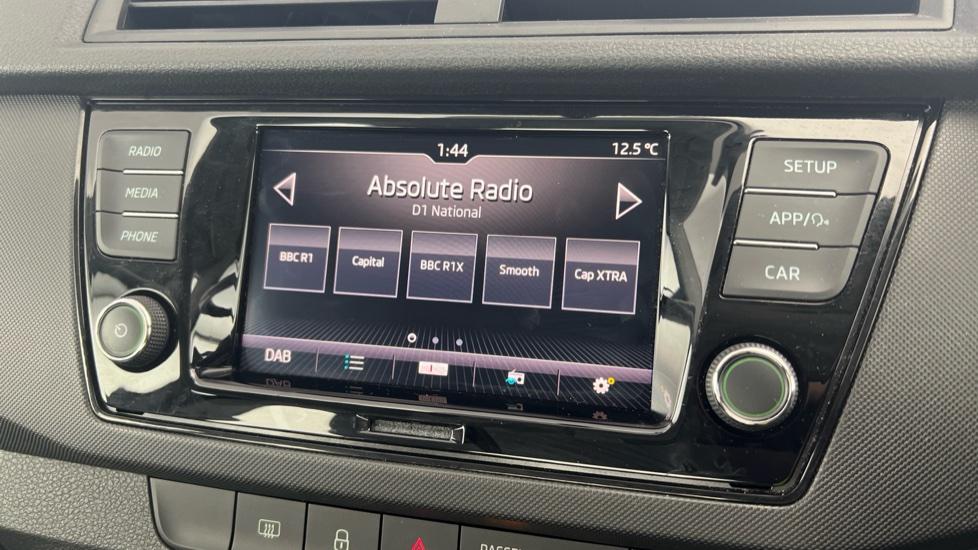 RADIO
MEDIA
PHONE
1:44
12.5 °C
Absolute Radio
D1 National
BBC R1
Capital
BBC R1X
Smooth
Cap XTRA
DAB
SETUP
APP/
CAR